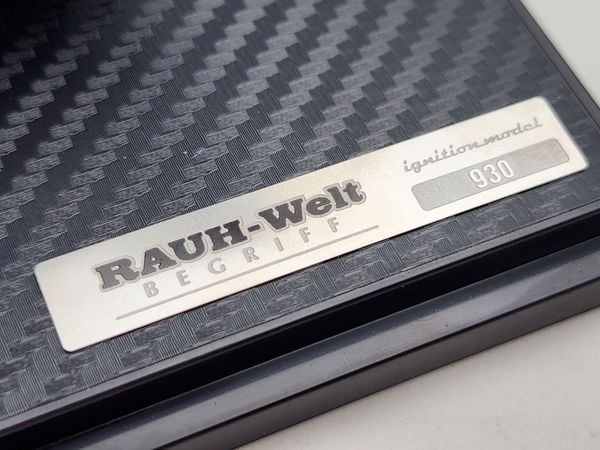 RAUH-Welt
BEGRIFF
ignition model
930